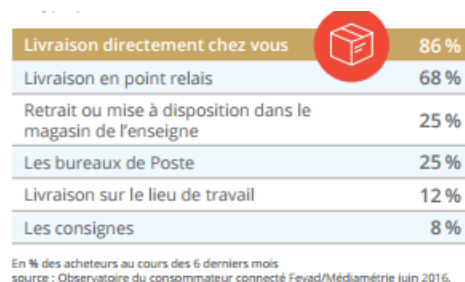 Livraison directement chez vous 86 %
Livraison en point relais 68 %
Retrait ou mise à disposition dans le
magasin de l'enseigne 25 %
Les bureaux de Poste 25 %
Livraison sur le lieu de travail 12 %
Les consignes 8 %
En % des acheteurs au cours des 6 derniers mois
source : Observatoire du consommateur connecté Fevad/Médiamétrie juin 2016.